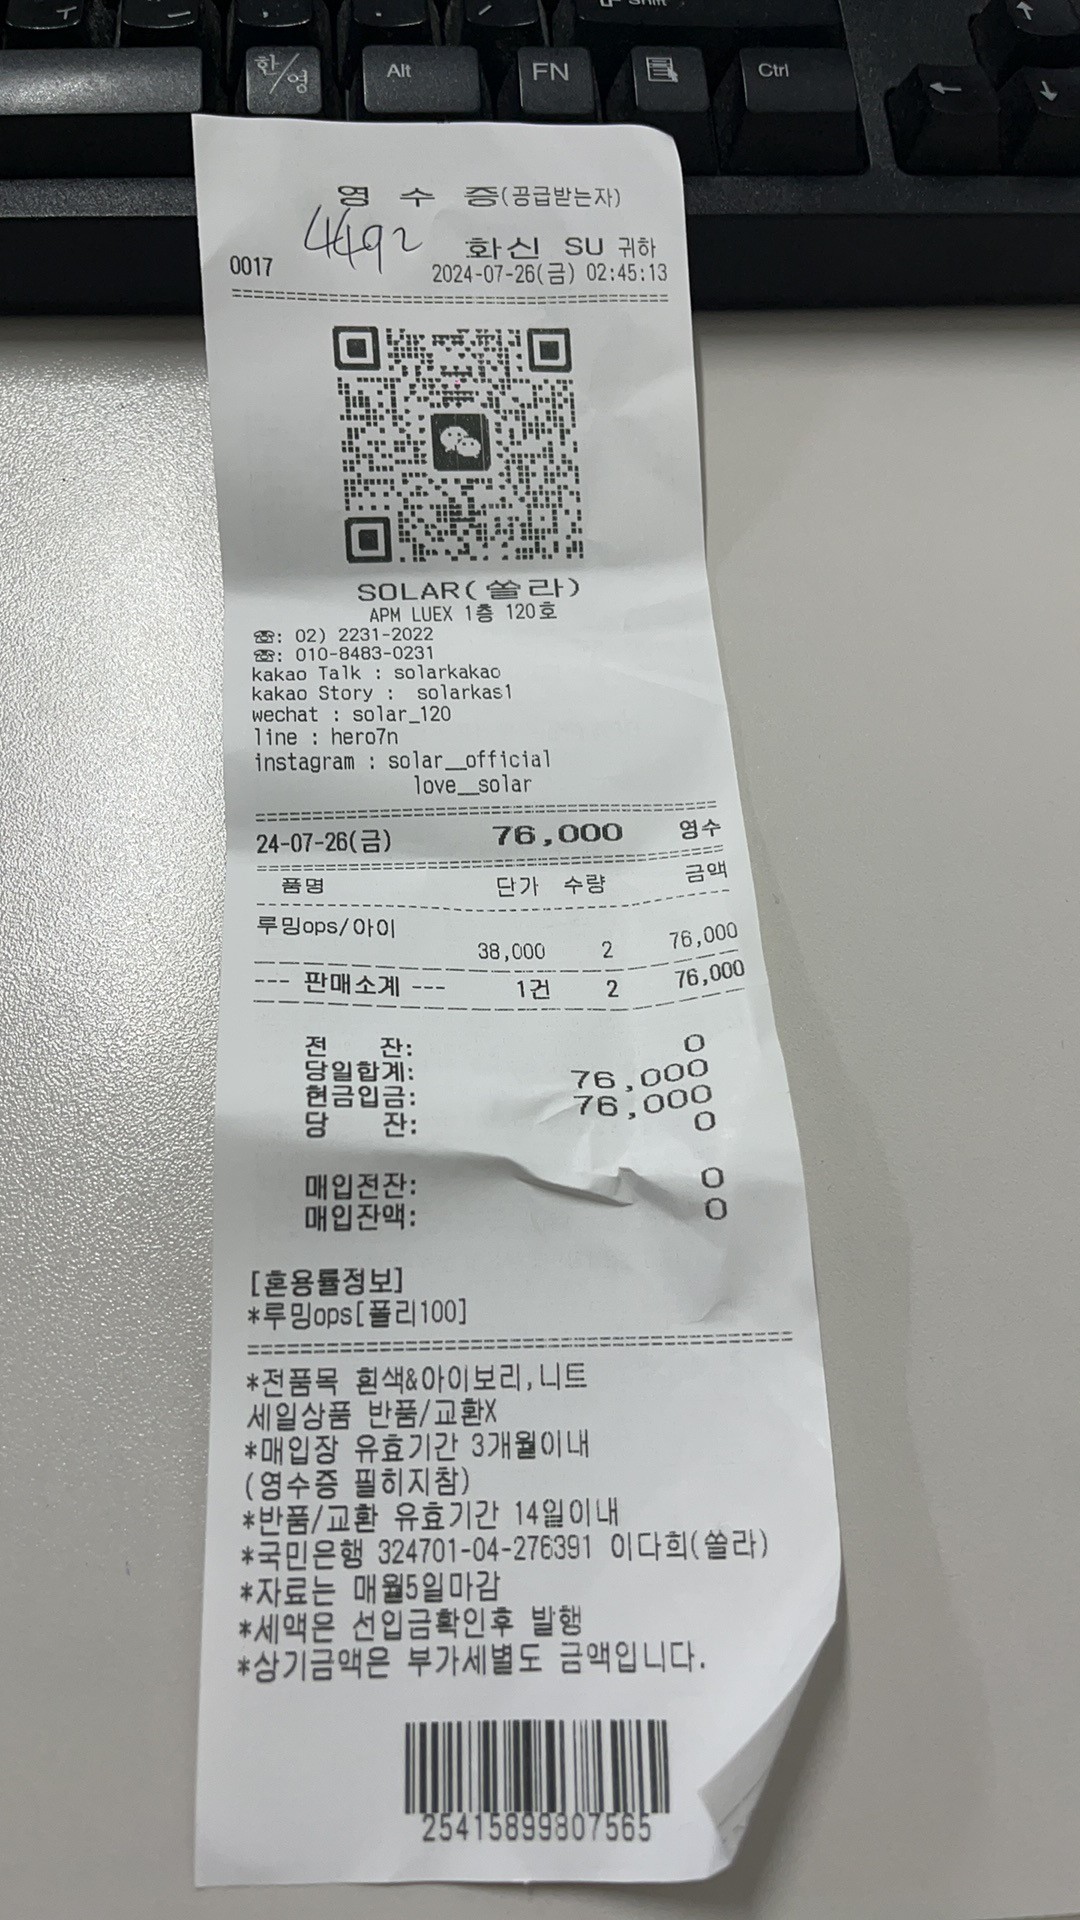 한/영
Alt
FN
Ctrl
영 수 증(공급받는자)
4492
화신 SU 귀하
0017
2024-07-26(금) 02:45:13
SOLAR(쏠라)
APM LUEX 1층 120호
☎: 02) 2231-2022
☎: 010-8483-0231
kakao Talk : solarkakao
kakao Story : solarkas1
wechat : solar_120
line : hero7n
instagram : solar__official
love__solar
24-07-26(금) 76,000 영수
품명 단가 수량 금액
루밍ops/아이
38,000 2 76,000
--- 판매소계 --- 1건 2 76,000
전 잔: 0
당일합계: 76,000
현금입금: 76,000
당 잔: 0
매입전잔: 0
매입잔액: 0
[혼용률정보]
*루밍ops[폴리100]
*전품목 흰색&아이보리,니트
세일상품 반품/교환X
*매입장 유효기간 3개월이내
(영수증 필히지참)
*반품/교환 유효기간 14일이내
*국민은행 324701-04-276391 이다희(쏠라)
*자료는 매월5일마감
*세액은 선입금확인후 발행
*상기금액은 부가세별도 금액입니다.
25415899807565